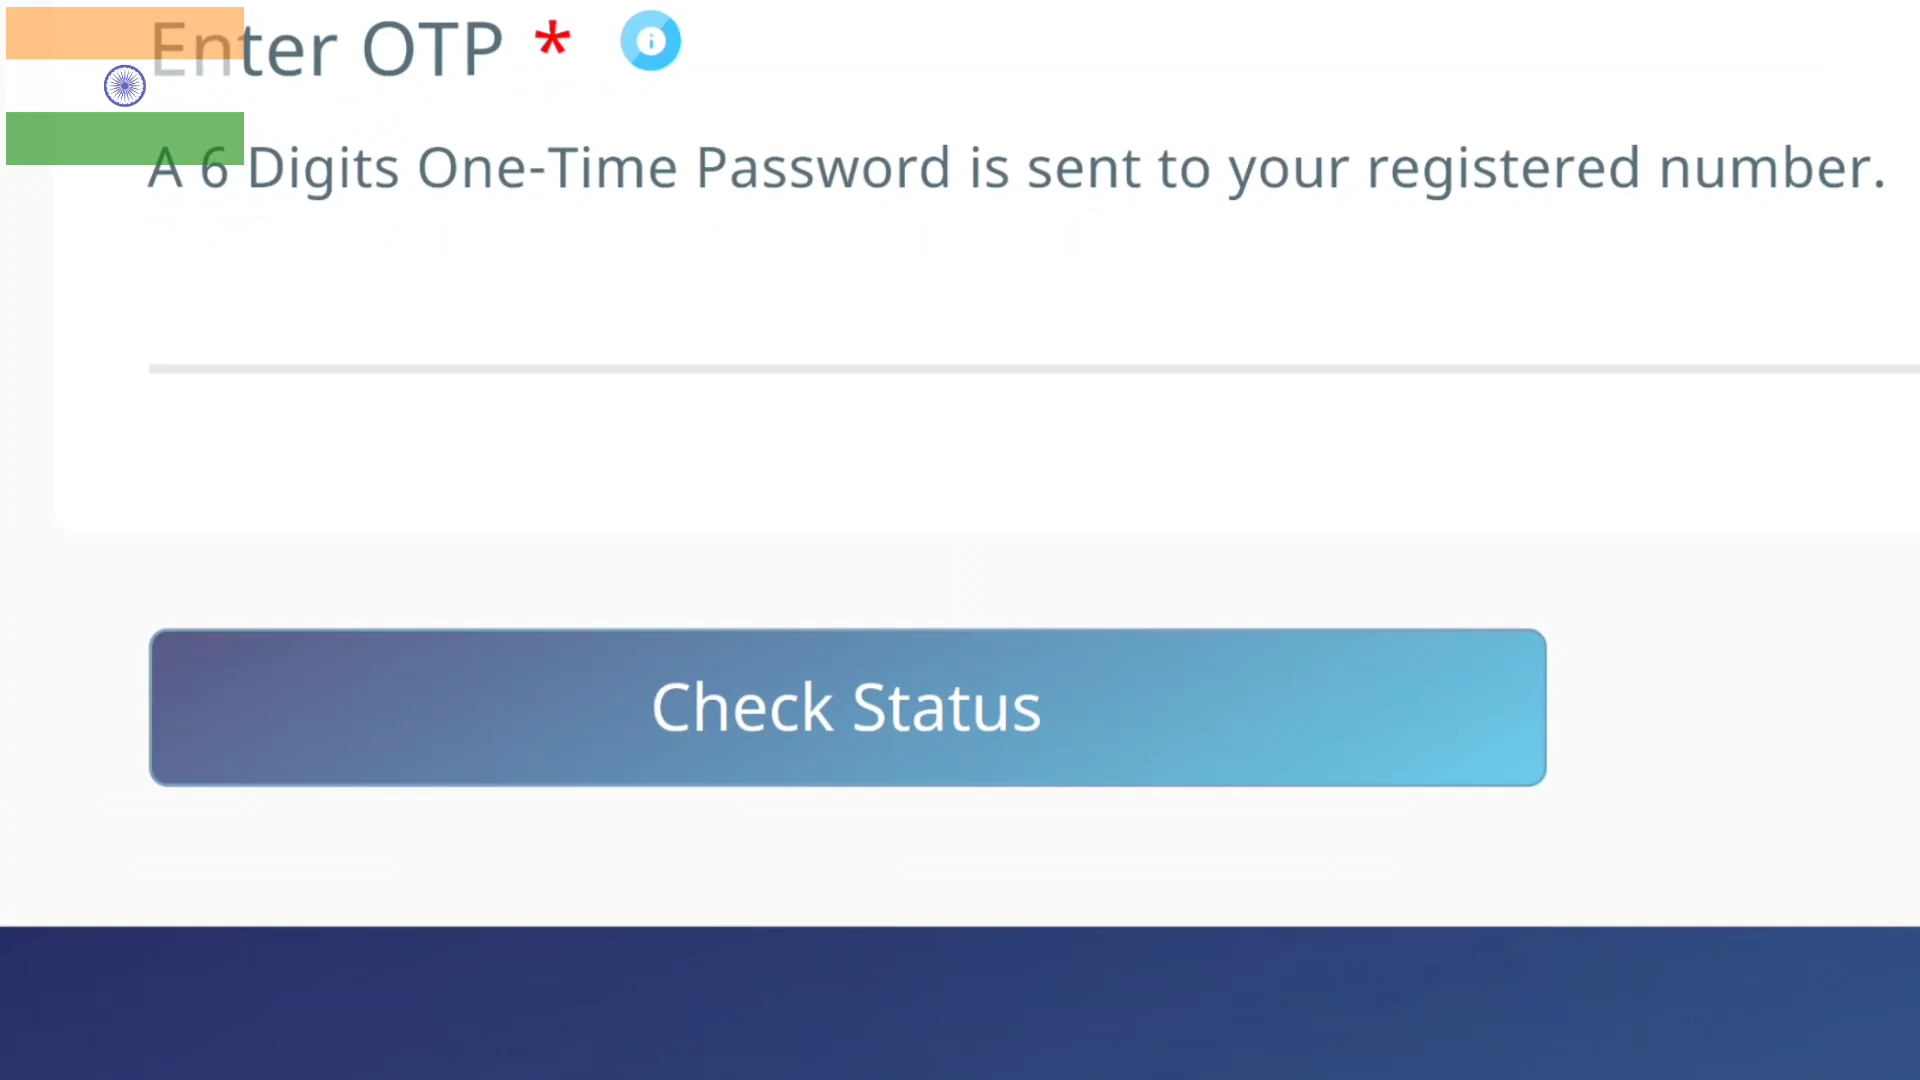 Enter OTP *
A 6 Digits One-Time Password is sent to your registered number.
Check Status